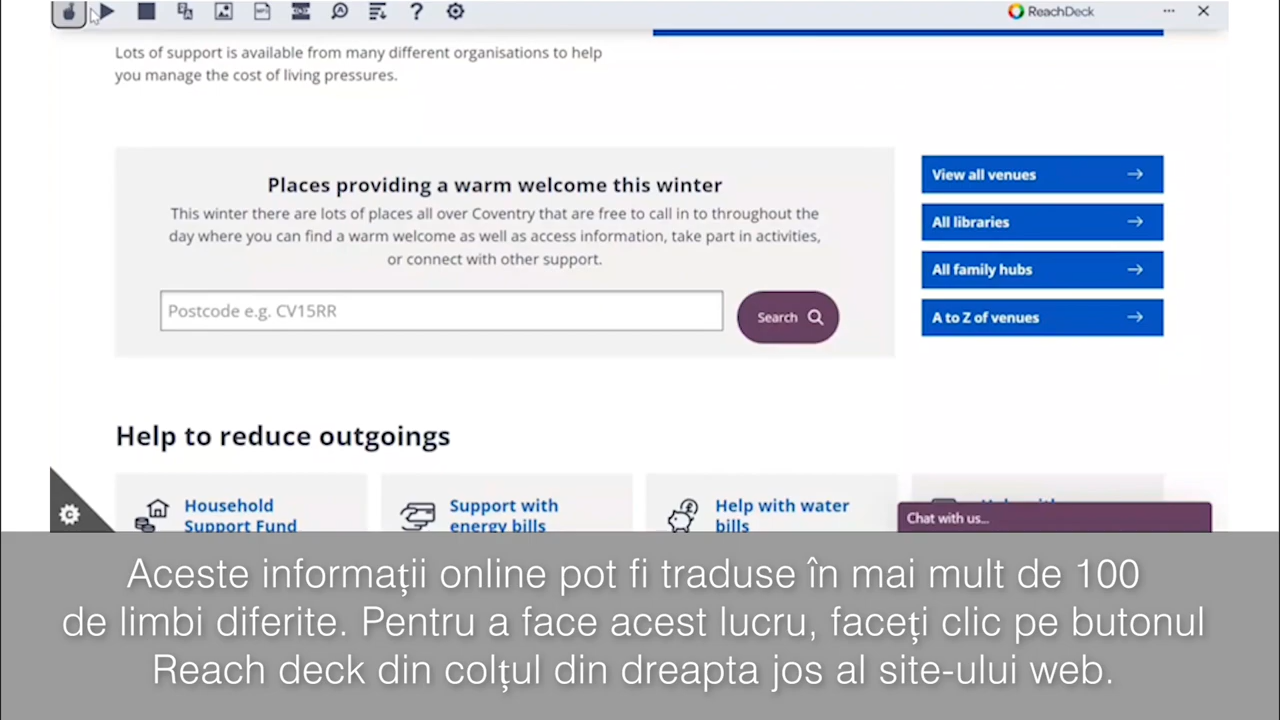 ReachDeck
Lots of support is available from many different organisations to help
you manage the cost of living pressures.
Places providing a warm welcome this winter
This winter there are lots of places all over Coventry that are free to call in to throughout the
day where you can find a warm welcome as well as access information, take part in activities,
or connect with other support.
Postcode e.g. CV15RR
Search
View all venues
All libraries
All family hubs
A to Z of venues
Help to reduce outgoings
Household
Support Fund
Support with
energy bills
Help with water
bills
Chat with us...
Aceste informații online pot fi traduse în mai mult de 100
de limbi diferite. Pentru a face acest lucru, faceți clic pe butonul
Reach deck din colțul din dreapta jos al site-ului web.